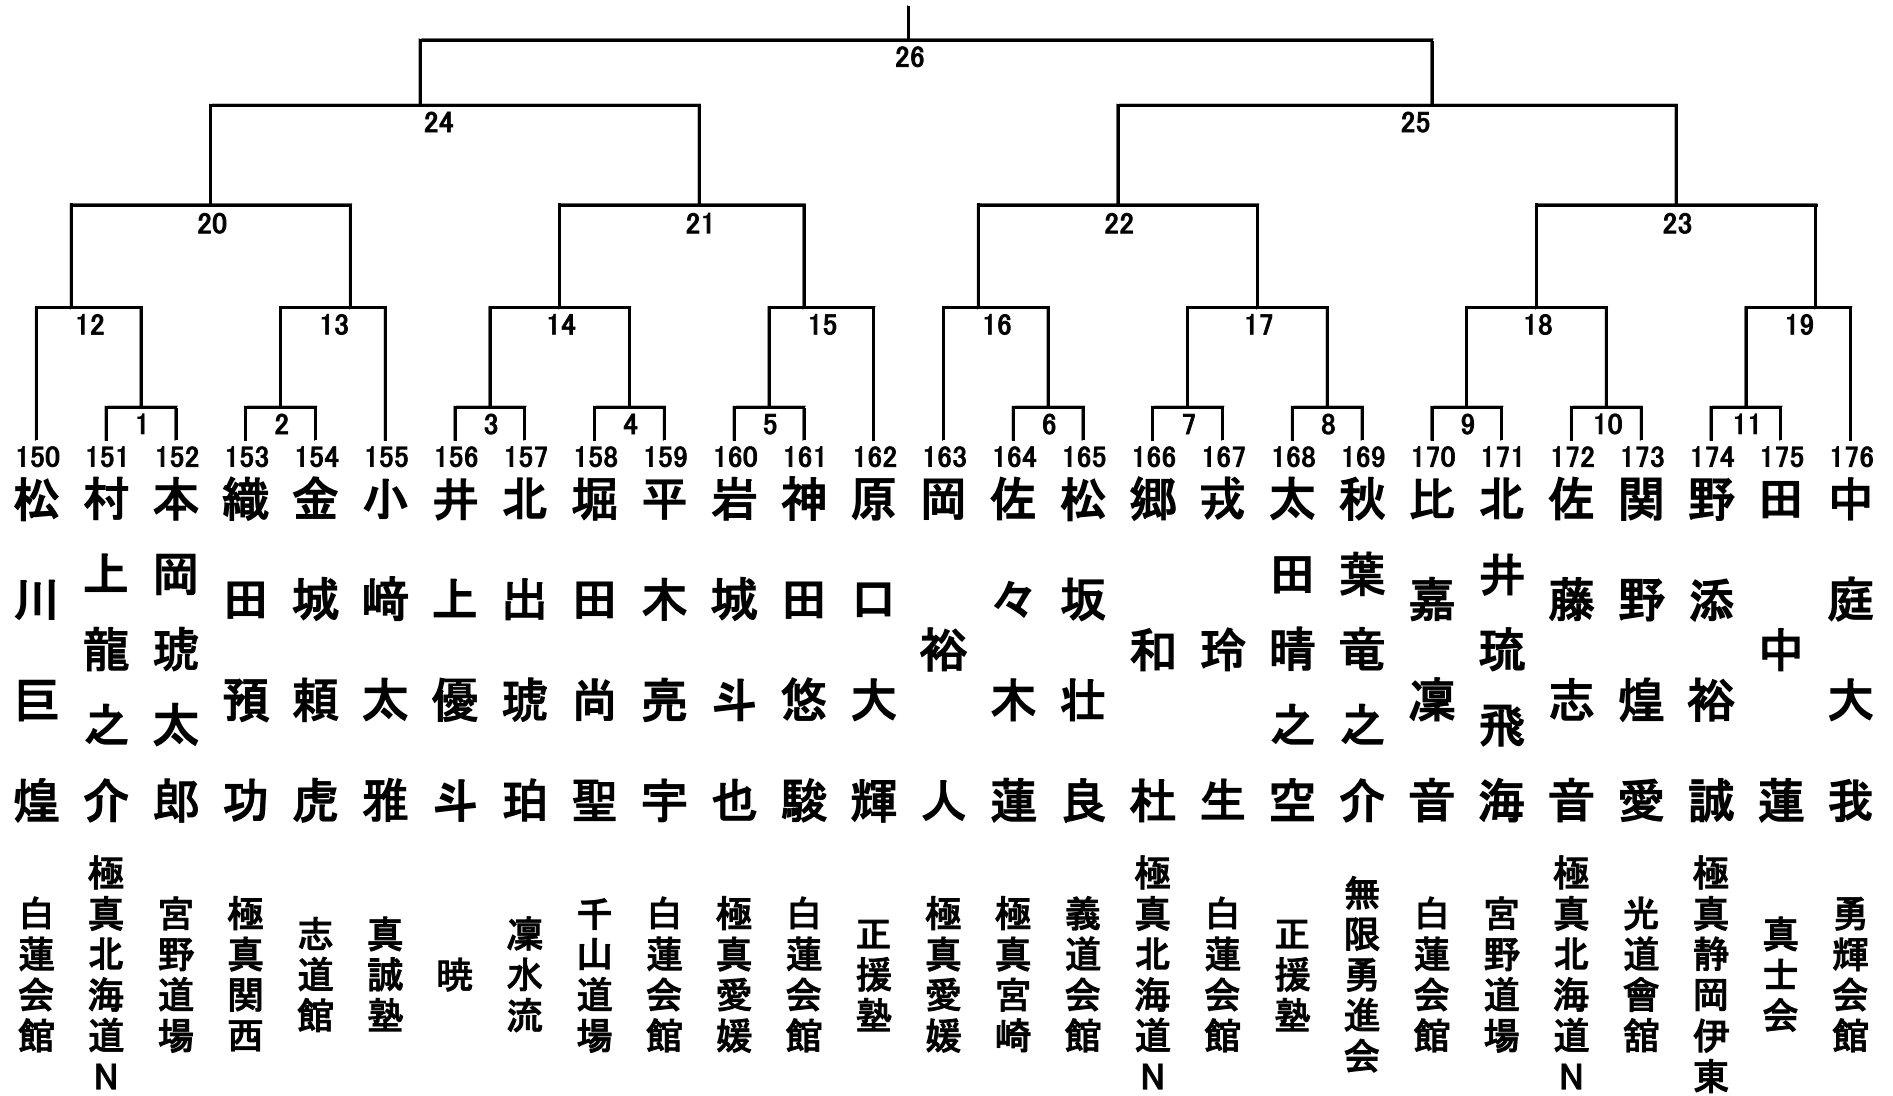 26
24
25
20
21
22
23
12
13
14
15
16
17
18
19
1
2
3
4
5
6
7
8
9
10
11
150 松川巨煌 白蓮会館
151 村上龍之介 極真北海道N
152 本岡琥太郎 宮野道場
153 織田預功 極真関西
154 金城頼虎 志道館
155 小﨑太雅 真誠塾
156 井上優斗 暁
157 北出琥珀 凜水流
158 堀田尚聖 千山道場
159 平木亮宇 白蓮会館
160 岩城斗也 極真愛媛
161 神田悠駿 白蓮会館
162 原口大輝 正援塾
163 岡裕人 極真愛媛
164 佐々木蓮 極真宮崎
165 松坂壮良 義道会館
166 郷和杜 極真北海道N
167 戎玲生 白蓮会館
168 太田晴之空 正援塾
169 秋葉竜之介 無限勇進会
170 比嘉凜音 白蓮会館
171 北井琉飛海 宮野道場
172 佐藤志音 極真北海道N
173 関野煌愛 光道會舘
174 野添裕誠 極真静岡伊東
175 田中蓮 真士会
176 中庭大我 勇輝会館